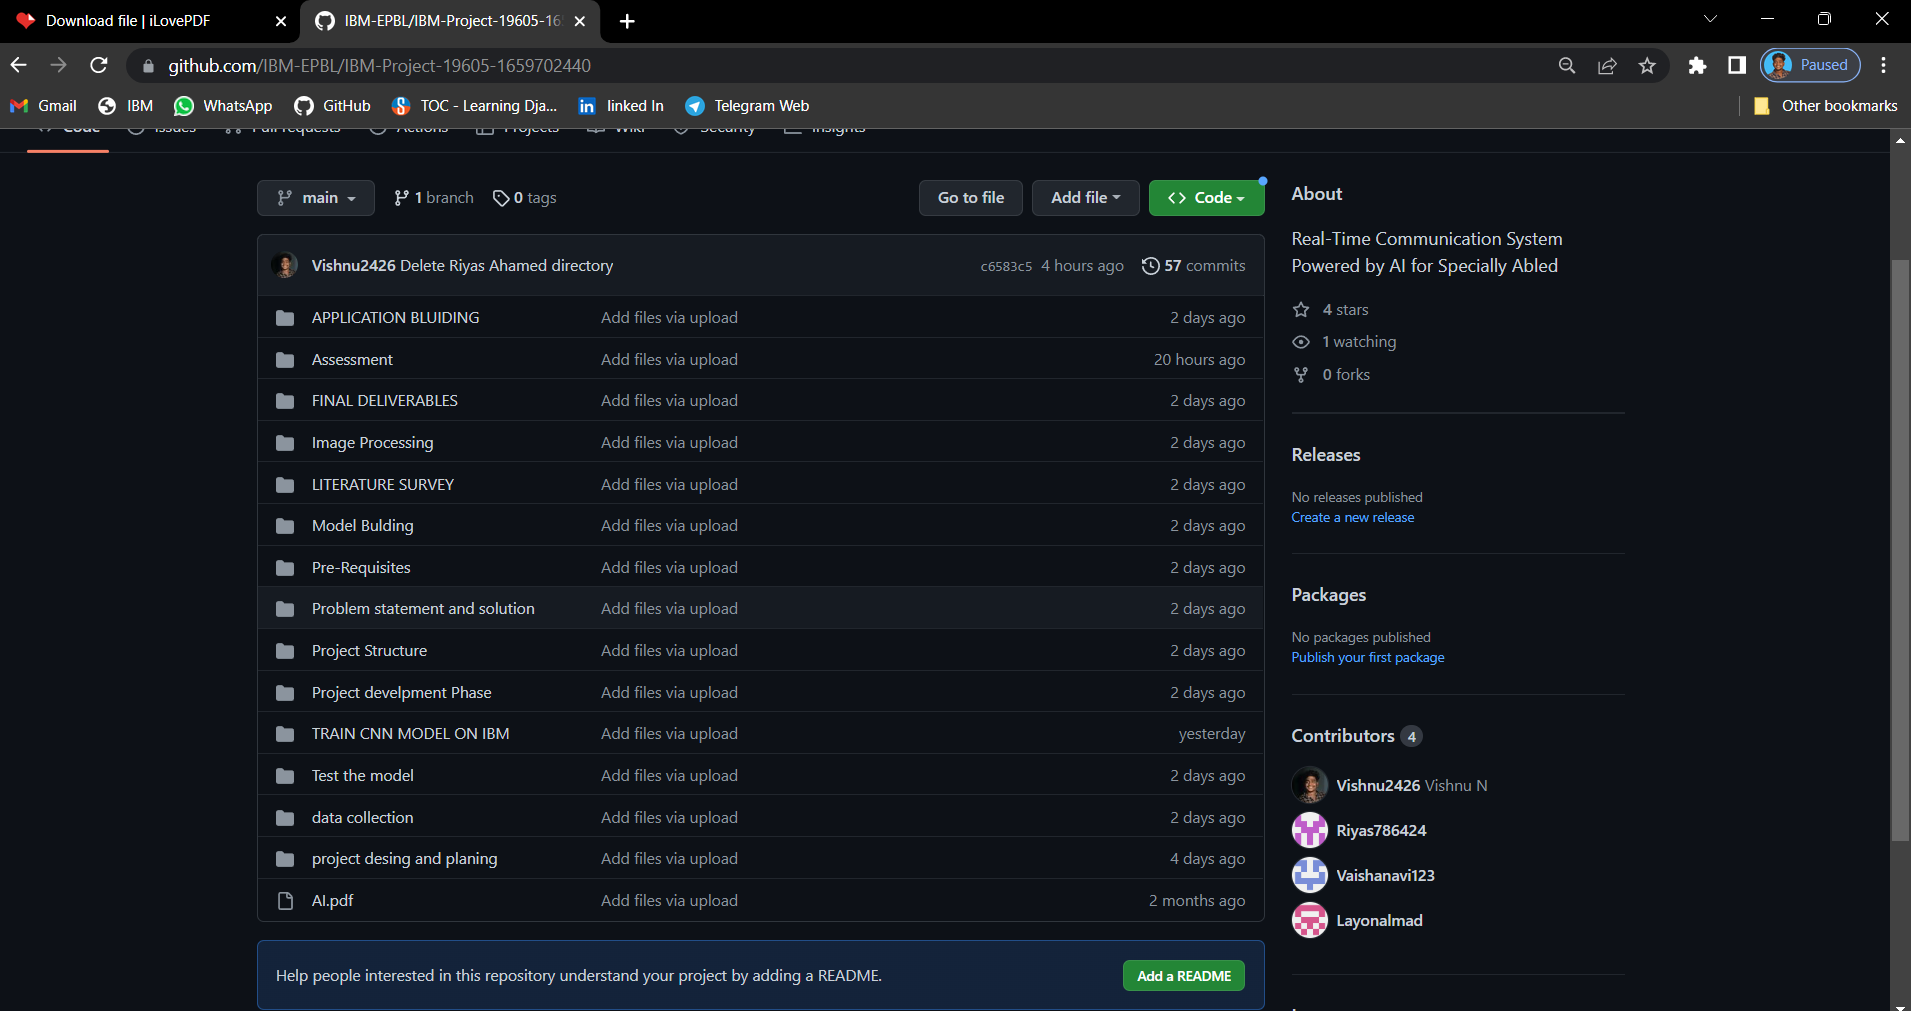 Download file | iLovePDF
IBM-EPBL/IBM-Project-19605-16
github.com/IBM-EPBL/IBM-Project-19605-1659702440
Paused
Gmail IBM WhatsApp GitHub TOC - Learning Dja... linked In Telegram Web Other bookmarks
Code Issues Pull requests Actions Projects Wiki Security Insights
main 1 branch 0 tags Go to file Add file Code
Vishnu2426 Delete Riyas Ahamed directory c6583c5 4 hours ago 57 commits
APPLICATION BLUIDING Add files via upload 2 days ago
Assessment Add files via upload 20 hours ago
FINAL DELIVERABLES Add files via upload 2 days ago
Image Processing Add files via upload 2 days ago
LITERATURE SURVEY Add files via upload 2 days ago
Model Bulding Add files via upload 2 days ago
Pre-Requisites Add files via upload 2 days ago
Problem statement and solution Add files via upload 2 days ago
Project Structure Add files via upload 2 days ago
Project develpment Phase Add files via upload 2 days ago
TRAIN CNN MODEL ON IBM Add files via upload yesterday
Test the model Add files via upload 2 days ago
data collection Add files via upload 2 days ago
project desing and planing Add files via upload 4 days ago
AI.pdf Add files via upload 2 months ago
Help people interested in this repository understand your project by adding a README. Add a README
About
Real-Time Communication System
Powered by AI for Specially Abled
4 stars
1 watching
0 forks
Releases
No releases published
Create a new release
Packages
No packages published
Publish your first package
Contributors 4
Vishnu2426 Vishnu N
Riyas786424
Vaishanavi123
Layonalmad